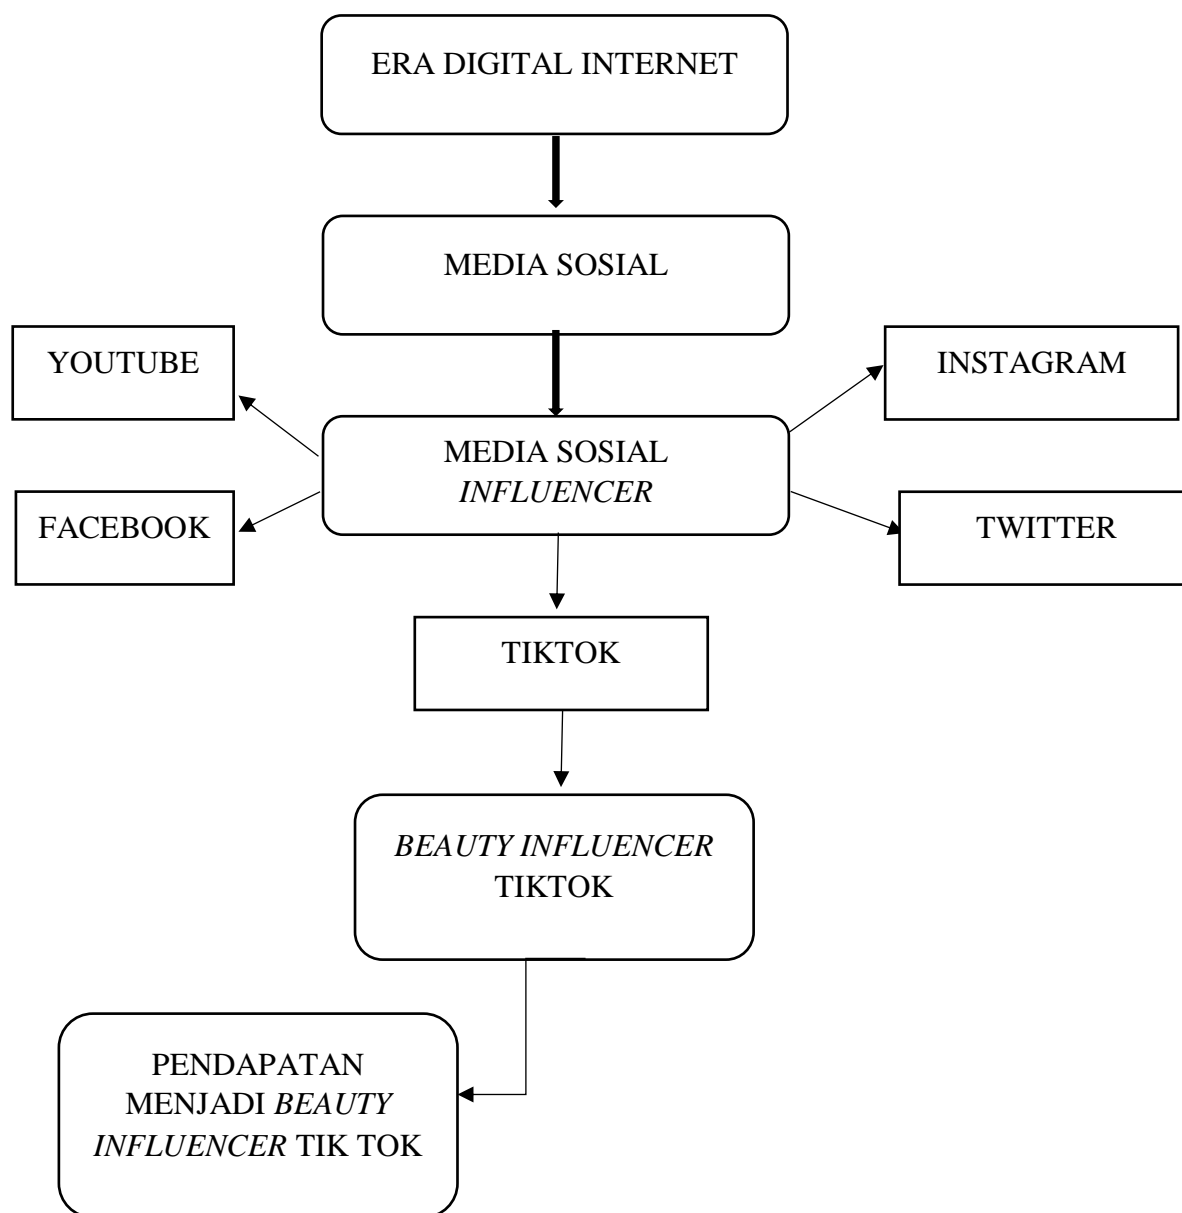 ERA DIGITAL INTERNET
MEDIA SOSIAL
YOUTUBE
INSTAGRAM
MEDIA SOSIAL
INFLUENCER
FACEBOOK
TWITTER
TIKTOK
BEAUTY INFLUENCER
TIKTOK
PENDAPATAN
MENJADI BEAUTY
INFLUENCER TIK TOK